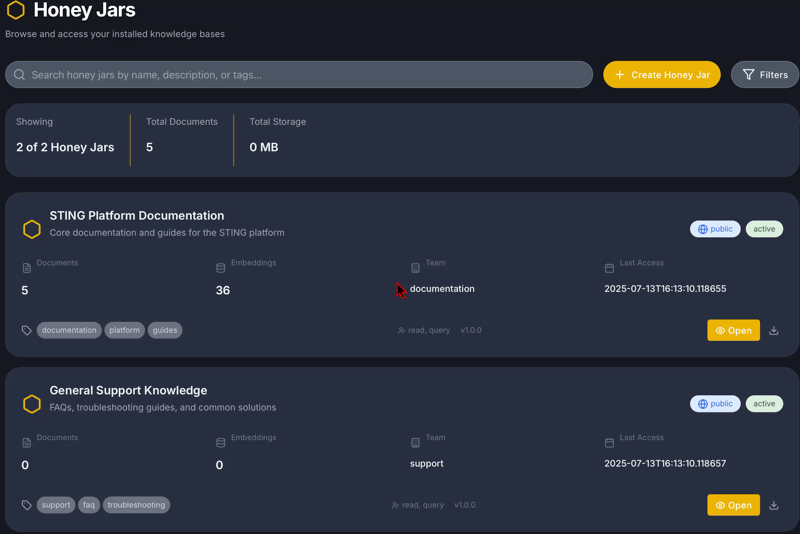 Honey Jars
Browse and access your installed knowledge bases
Search honey jars by name, description, or tags...
Create Honey Jar
Filters
Showing
Total Documents
Total Storage
2 of 2 Honey Jars
5
0 MB
STING Platform Documentation
Core documentation and guides for the STING platform
public
active
Documents
Embeddings
Team
Last Access
5
36
documentation
2025-07-13T16:13:10.118655
documentation
platform
guides
read, query
v1.0.0
Open
General Support Knowledge
FAQs, troubleshooting guides, and common solutions
public
active
Documents
Embeddings
Team
Last Access
0
0
support
2025-07-13T16:13:10.118657
support
faq
troubleshooting
read, query
v1.0.0
Open